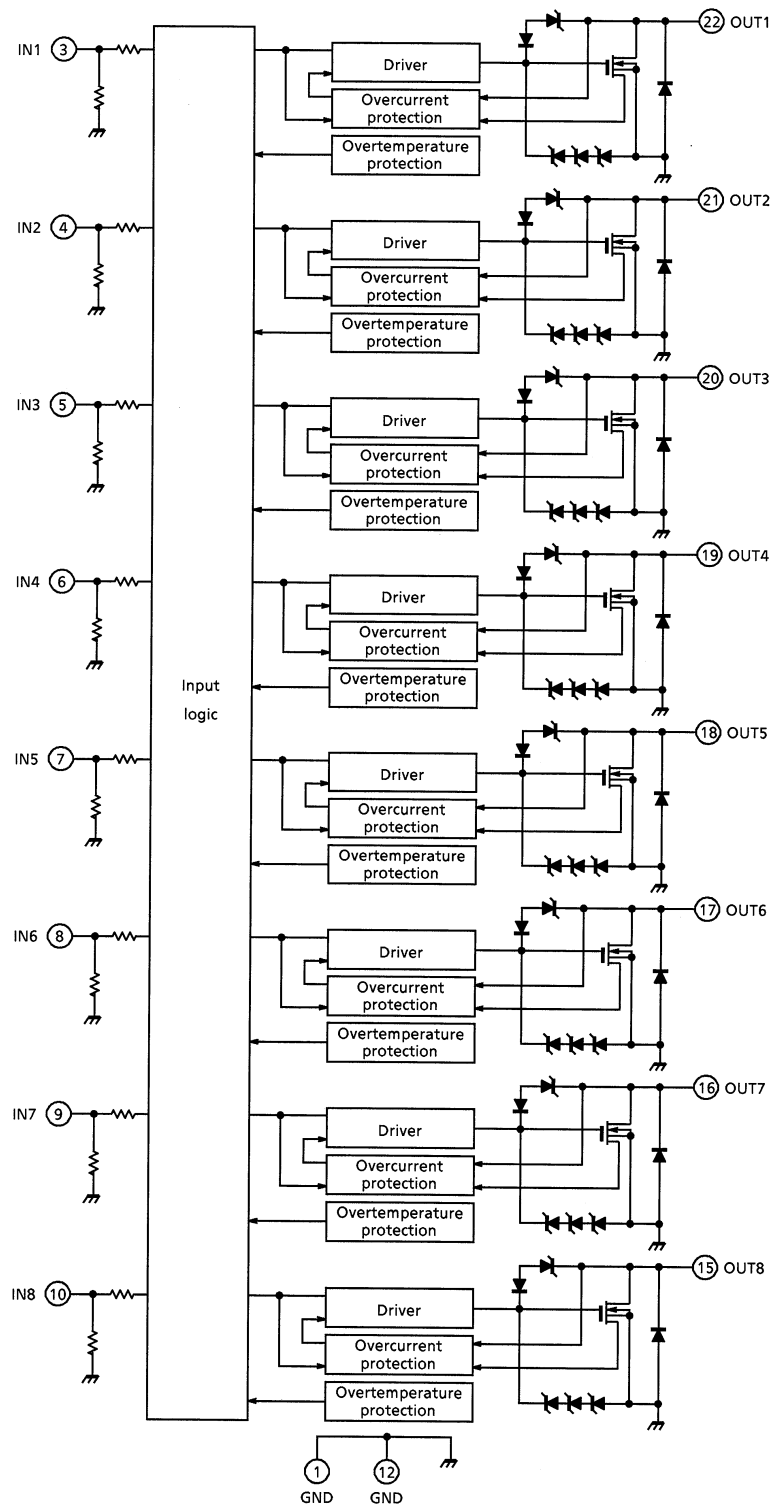 IN1 3
22 OUT1
Driver
Overcurrent
protection
Overtemperature
protection
IN2 4
21 OUT2
Driver
Overcurrent
protection
Overtemperature
protection
IN3 5
20 OUT3
Driver
Overcurrent
protection
Overtemperature
protection
IN4 6
19 OUT4
Driver
Overcurrent
protection
Overtemperature
protection
Input
logic
IN5 7
18 OUT5
Driver
Overcurrent
protection
Overtemperature
protection
IN6 8
17 OUT6
Driver
Overcurrent
protection
Overtemperature
protection
IN7 9
16 OUT7
Driver
Overcurrent
protection
Overtemperature
protection
IN8 10
15 OUT8
Driver
Overcurrent
protection
Overtemperature
protection
1 12
GND GND